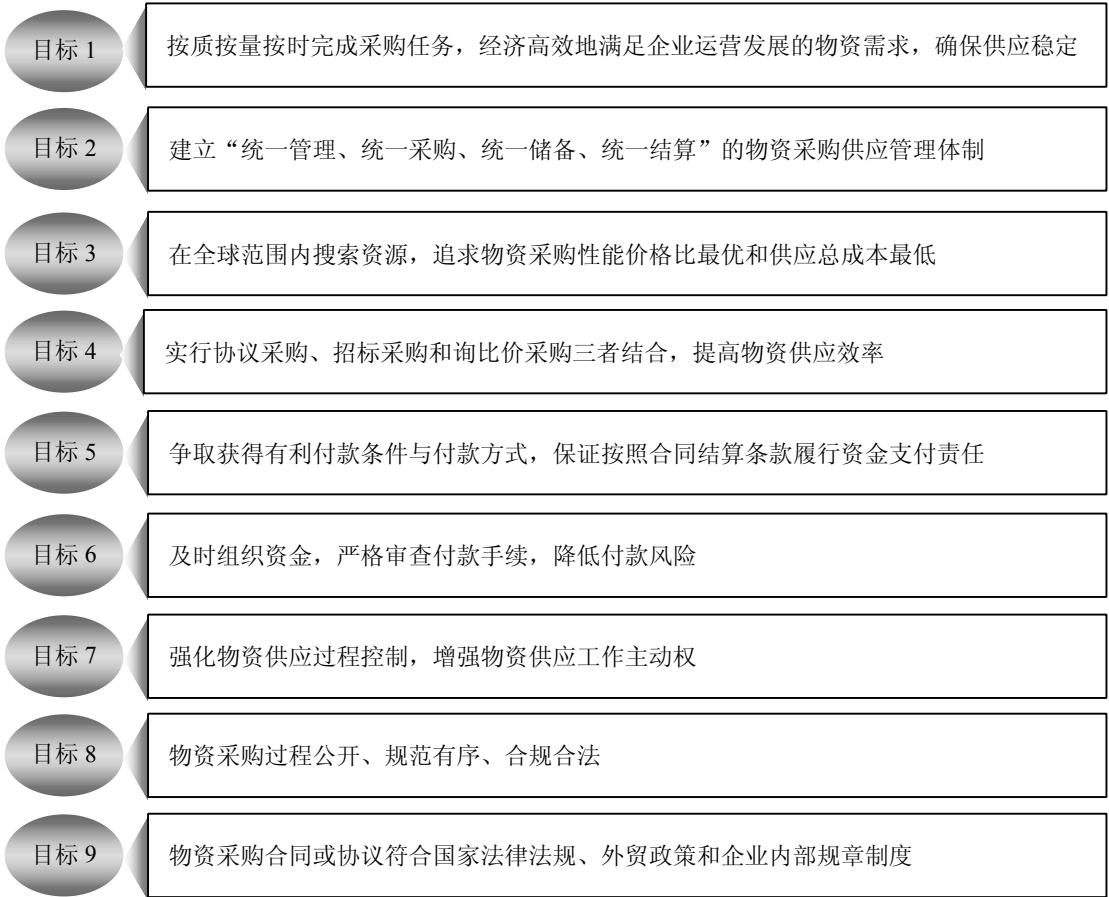 目标 1
按质按量按时完成采购任务，经济高效地满足企业运营发展的物资需求，确保供应稳定
目标 2
建立“统一管理、统一采购、统一储备、统一结算”的物资采购供应管理体制
目标 3
在全球范围内搜索资源，追求物资采购性能价格比最优和供应总成本最低
目标 4
实行协议采购、招标采购和询比价采购三者结合，提高物资供应效率
目标 5
争取获得有利付款条件与付款方式，保证按照合同结算条款履行资金支付责任
目标 6
及时组织资金，严格审查付款手续，降低付款风险
目标 7
强化物资供应过程控制，增强物资供应工作主动权
目标 8
物资采购过程公开、规范有序、合规合法
目标 9
物资采购合同或协议符合国家法律法规、外贸政策和企业内部规章制度